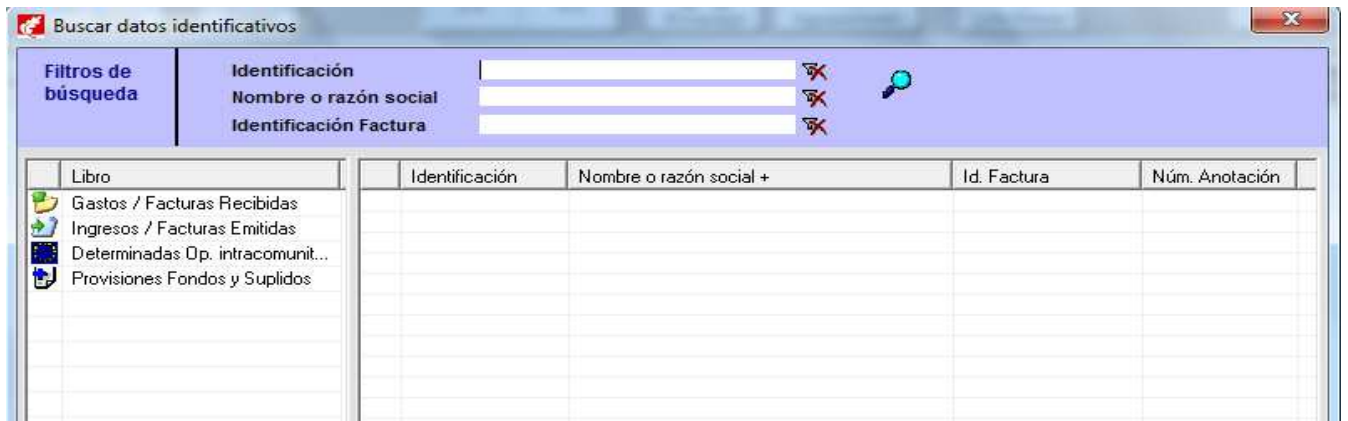 Buscar datos identificativos
Filtros de búsqueda
Identificación
Nombre o razón social
Identificación Factura
Libro
Gastos / Facturas Recibidas
Ingresos / Facturas Emitidas
Determinadas Op. intracomunit...
Provisiones Fondos y Suplidos
Identificación Nombre o razón social + Id. Factura Núm. Anotación